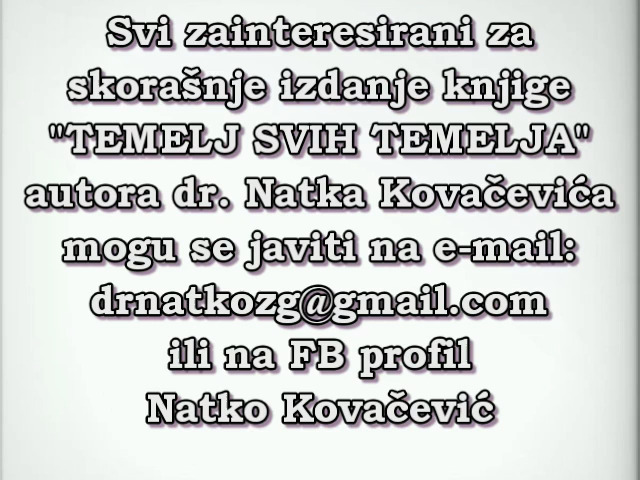 Svi zainteresirani za
skorašnje izdanje knjige
"TEMELJ SVIH TEMELJA"
autora dr. Natka Kovačevića
mogu se javiti na e-mail:
drnatkozg@gmail.com
ili na FB profil
Natko Kovačević